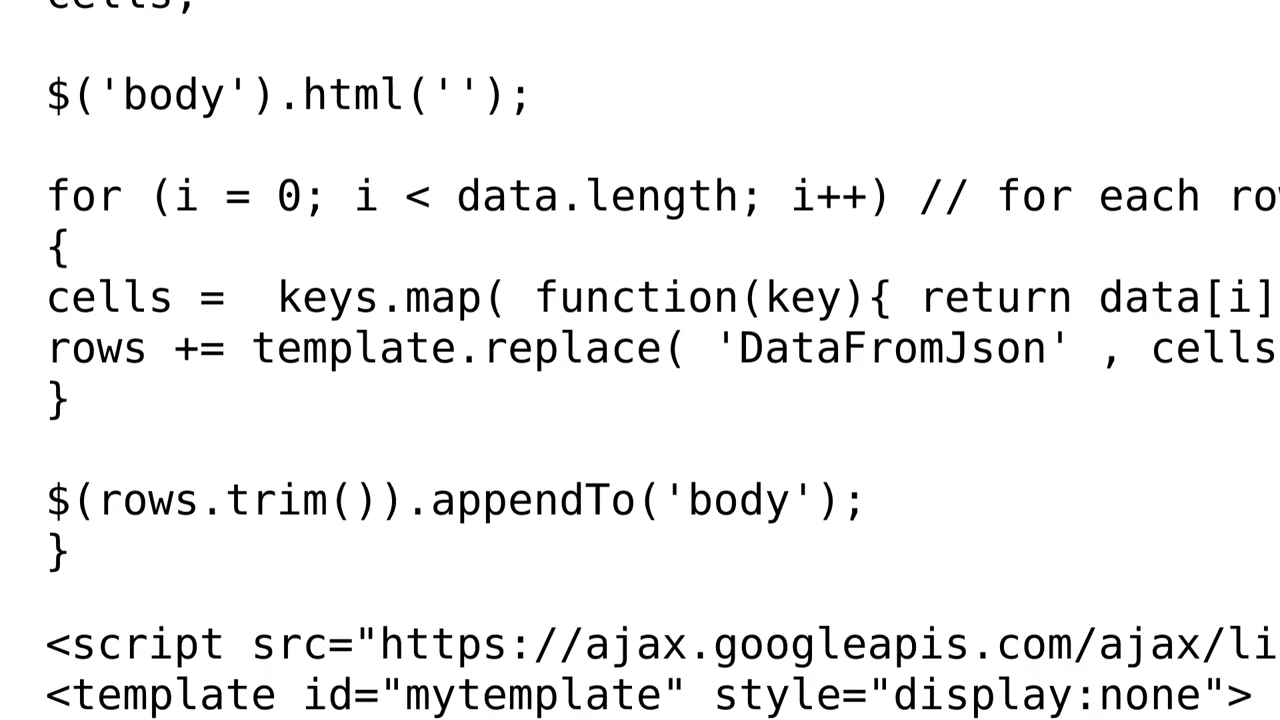 cells;
$('body').html('');
for (i = 0; i < data.length; i++) // for each
{
cells =  keys.map( function(key){ return data[i]
rows += template.replace( 'DataFromJson' , cells
}
$(rows.trim()).appendTo('body');
}
<script src="https://ajax.googleapis.com/ajax/li
<template id="mytemplate" style="display:none">